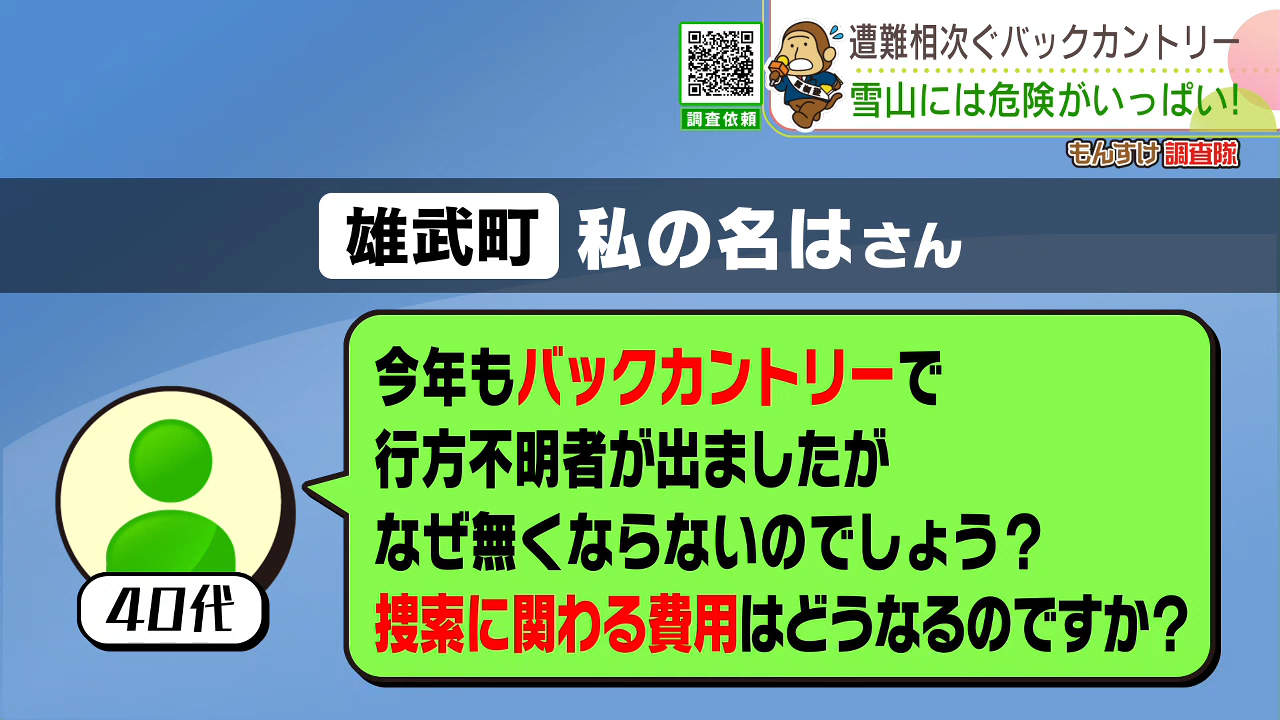 遭難相次ぐバックカントリー
雪山には危険がいっぱい!
調査依頼
もんすけ調査隊
雄武町 私の名はさん
今年もバックカントリーで
行方不明者が出ましたが
なぜ無くならないのでしょう?
捜索に関わる費用はどうなるのですか?
40代